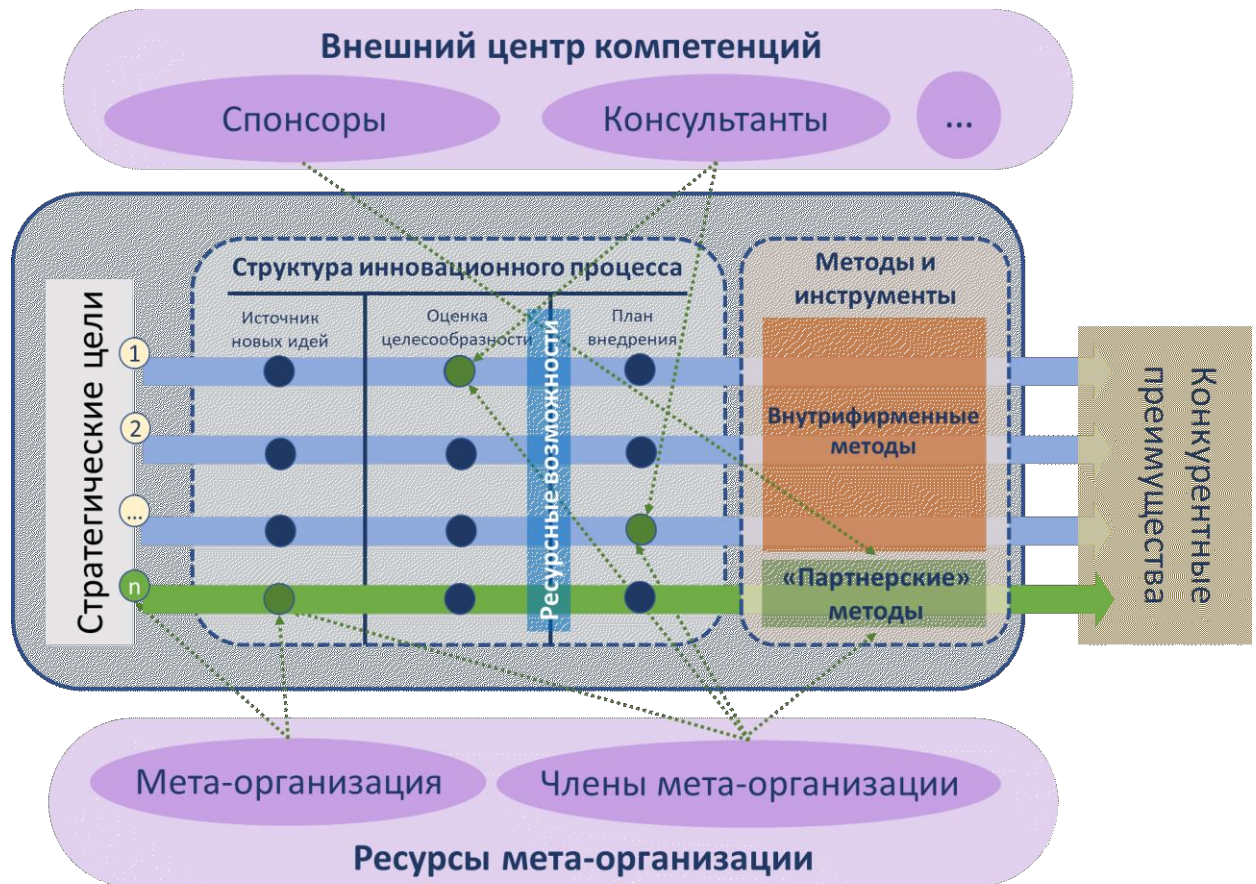 Внешний центр компетенций
Спонсоры
Консультанты
...
Стратегические цели
Структура инновационного процесса
Источник
новых идей
Оценка
целесообразности
План
внедрения
Ресурсные возможности
1
2
...
n
Методы и
инструменты
Внутрифирменные
методы
«Партнерские»
методы
Конкурентные
преимущества
Мета-организация
Члены мета-организации
Ресурсы мета-организации